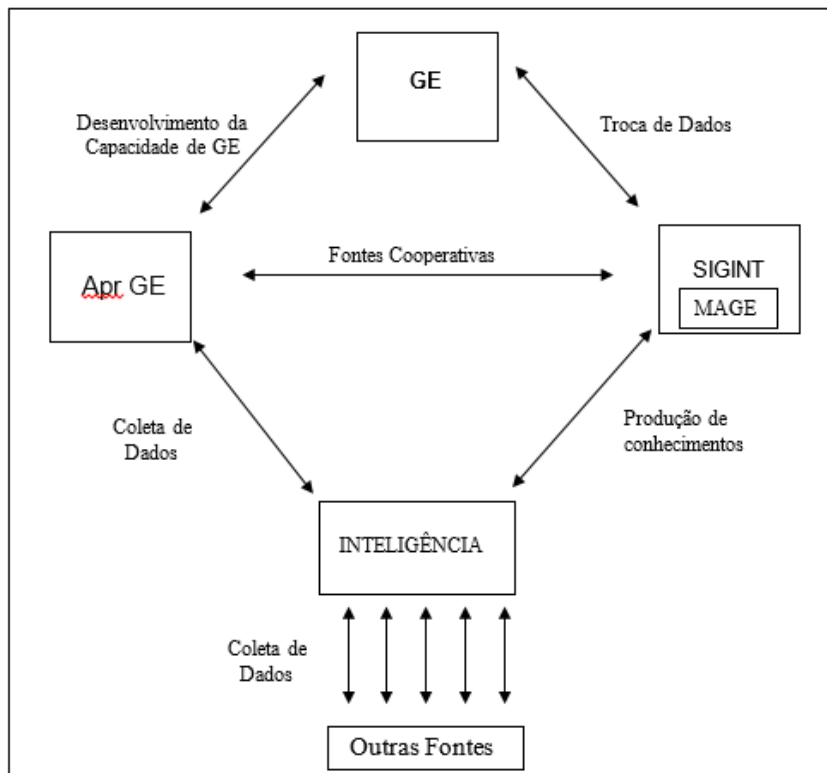 GE
Desenvolvimento da
Capacidade de GE
Troca de Dados
Fontes Cooperativas
Apr GE
SIGINT
MAGE
Coleta de
Dados
Produção de
conhecimentos
INTELIGÊNCIA
Coleta de
Dados
Outras Fontes